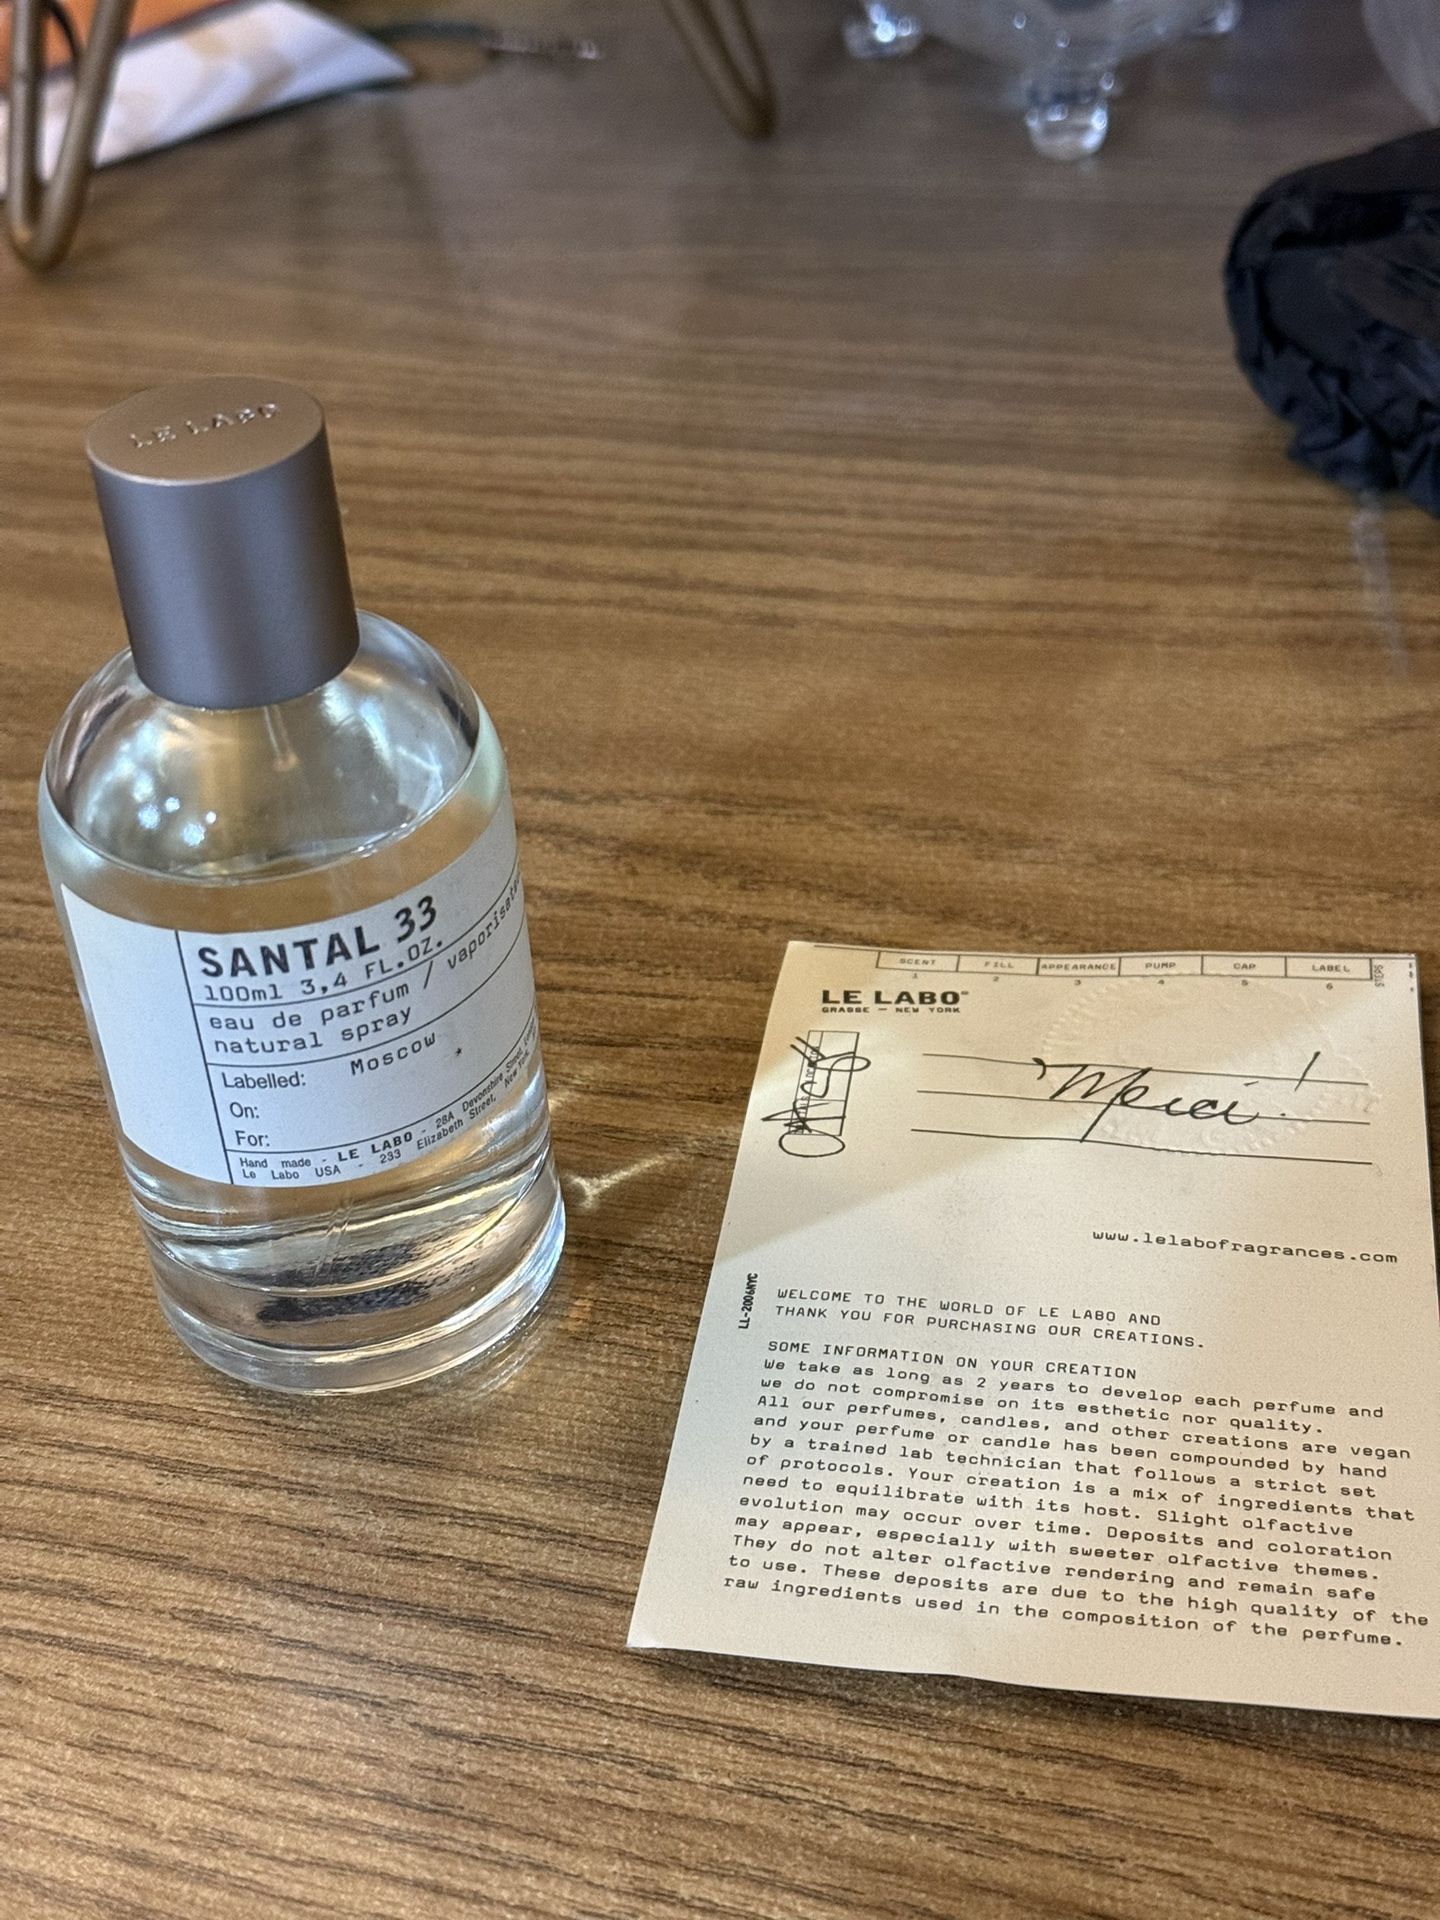 LE LABO
SANTAL 33
100ml 3,4 FL.OZ.
eau de parfum / vaporisateur
natural spray
Labelled: Moscow *
On:
For:
Hand made - LE LABO - 28A Devonshire Street,
Le Labo USA - 233 Elizabeth Street, New York,
SCENT FILL APPEARANCE PUMP CAP LABEL
1 2 3 4 5 6
STEPS
LE LABO
GRASSE - NEW YORK
Merci!
www.lelabofragrances.com
LL-2006NYC
WELCOME TO THE WORLD OF LE LABO AND
THANK YOU FOR PURCHASING OUR CREATIONS.
SOME INFORMATION ON YOUR CREATION
We take as long as 2 years to develop each perfume and
we do not compromise on its esthetic nor quality.
All our perfumes, candles, and other creations are vegan
and your perfume or candle has been compounded by hand
by a trained lab technician that follows a strict set
of protocols. Your creation is a mix of ingredients that
need to equilibrate with its host. Slight olfactive
evolution may occur over time. Deposits and coloration
may appear, especially with sweeter olfactive themes.
They do not alter olfactive rendering and remain safe
to use. These deposits are due to the high quality of the
raw ingredients used in the composition of the perfume.